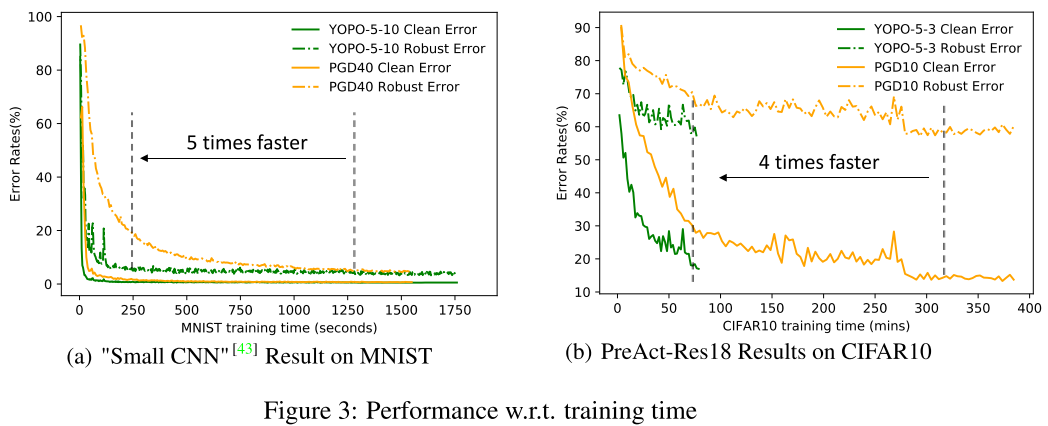 100
80
60
40
20
0
Error Rates(%)
YOPO-5-10 Clean Error
YOPO-5-10 Robust Error
PGD40 Clean Error
PGD40 Robust Error
5 times faster
0 250 500 750 1000 1250 1500 1750
MNIST training time (seconds)
(a) "Small CNN" [43] Result on MNIST
90
80
70
60
50
40
30
20
10
Error Rates(%)
YOPO-5-3 Clean Error
YOPO-5-3 Robust Error
PGD10 Clean Error
PGD10 Robust Error
4 times faster
0 50 100 150 200 250 300 350 400
CIFAR10 training time (mins)
(b) PreAct-Res18 Results on CIFAR10
Figure 3: Performance w.r.t. training time